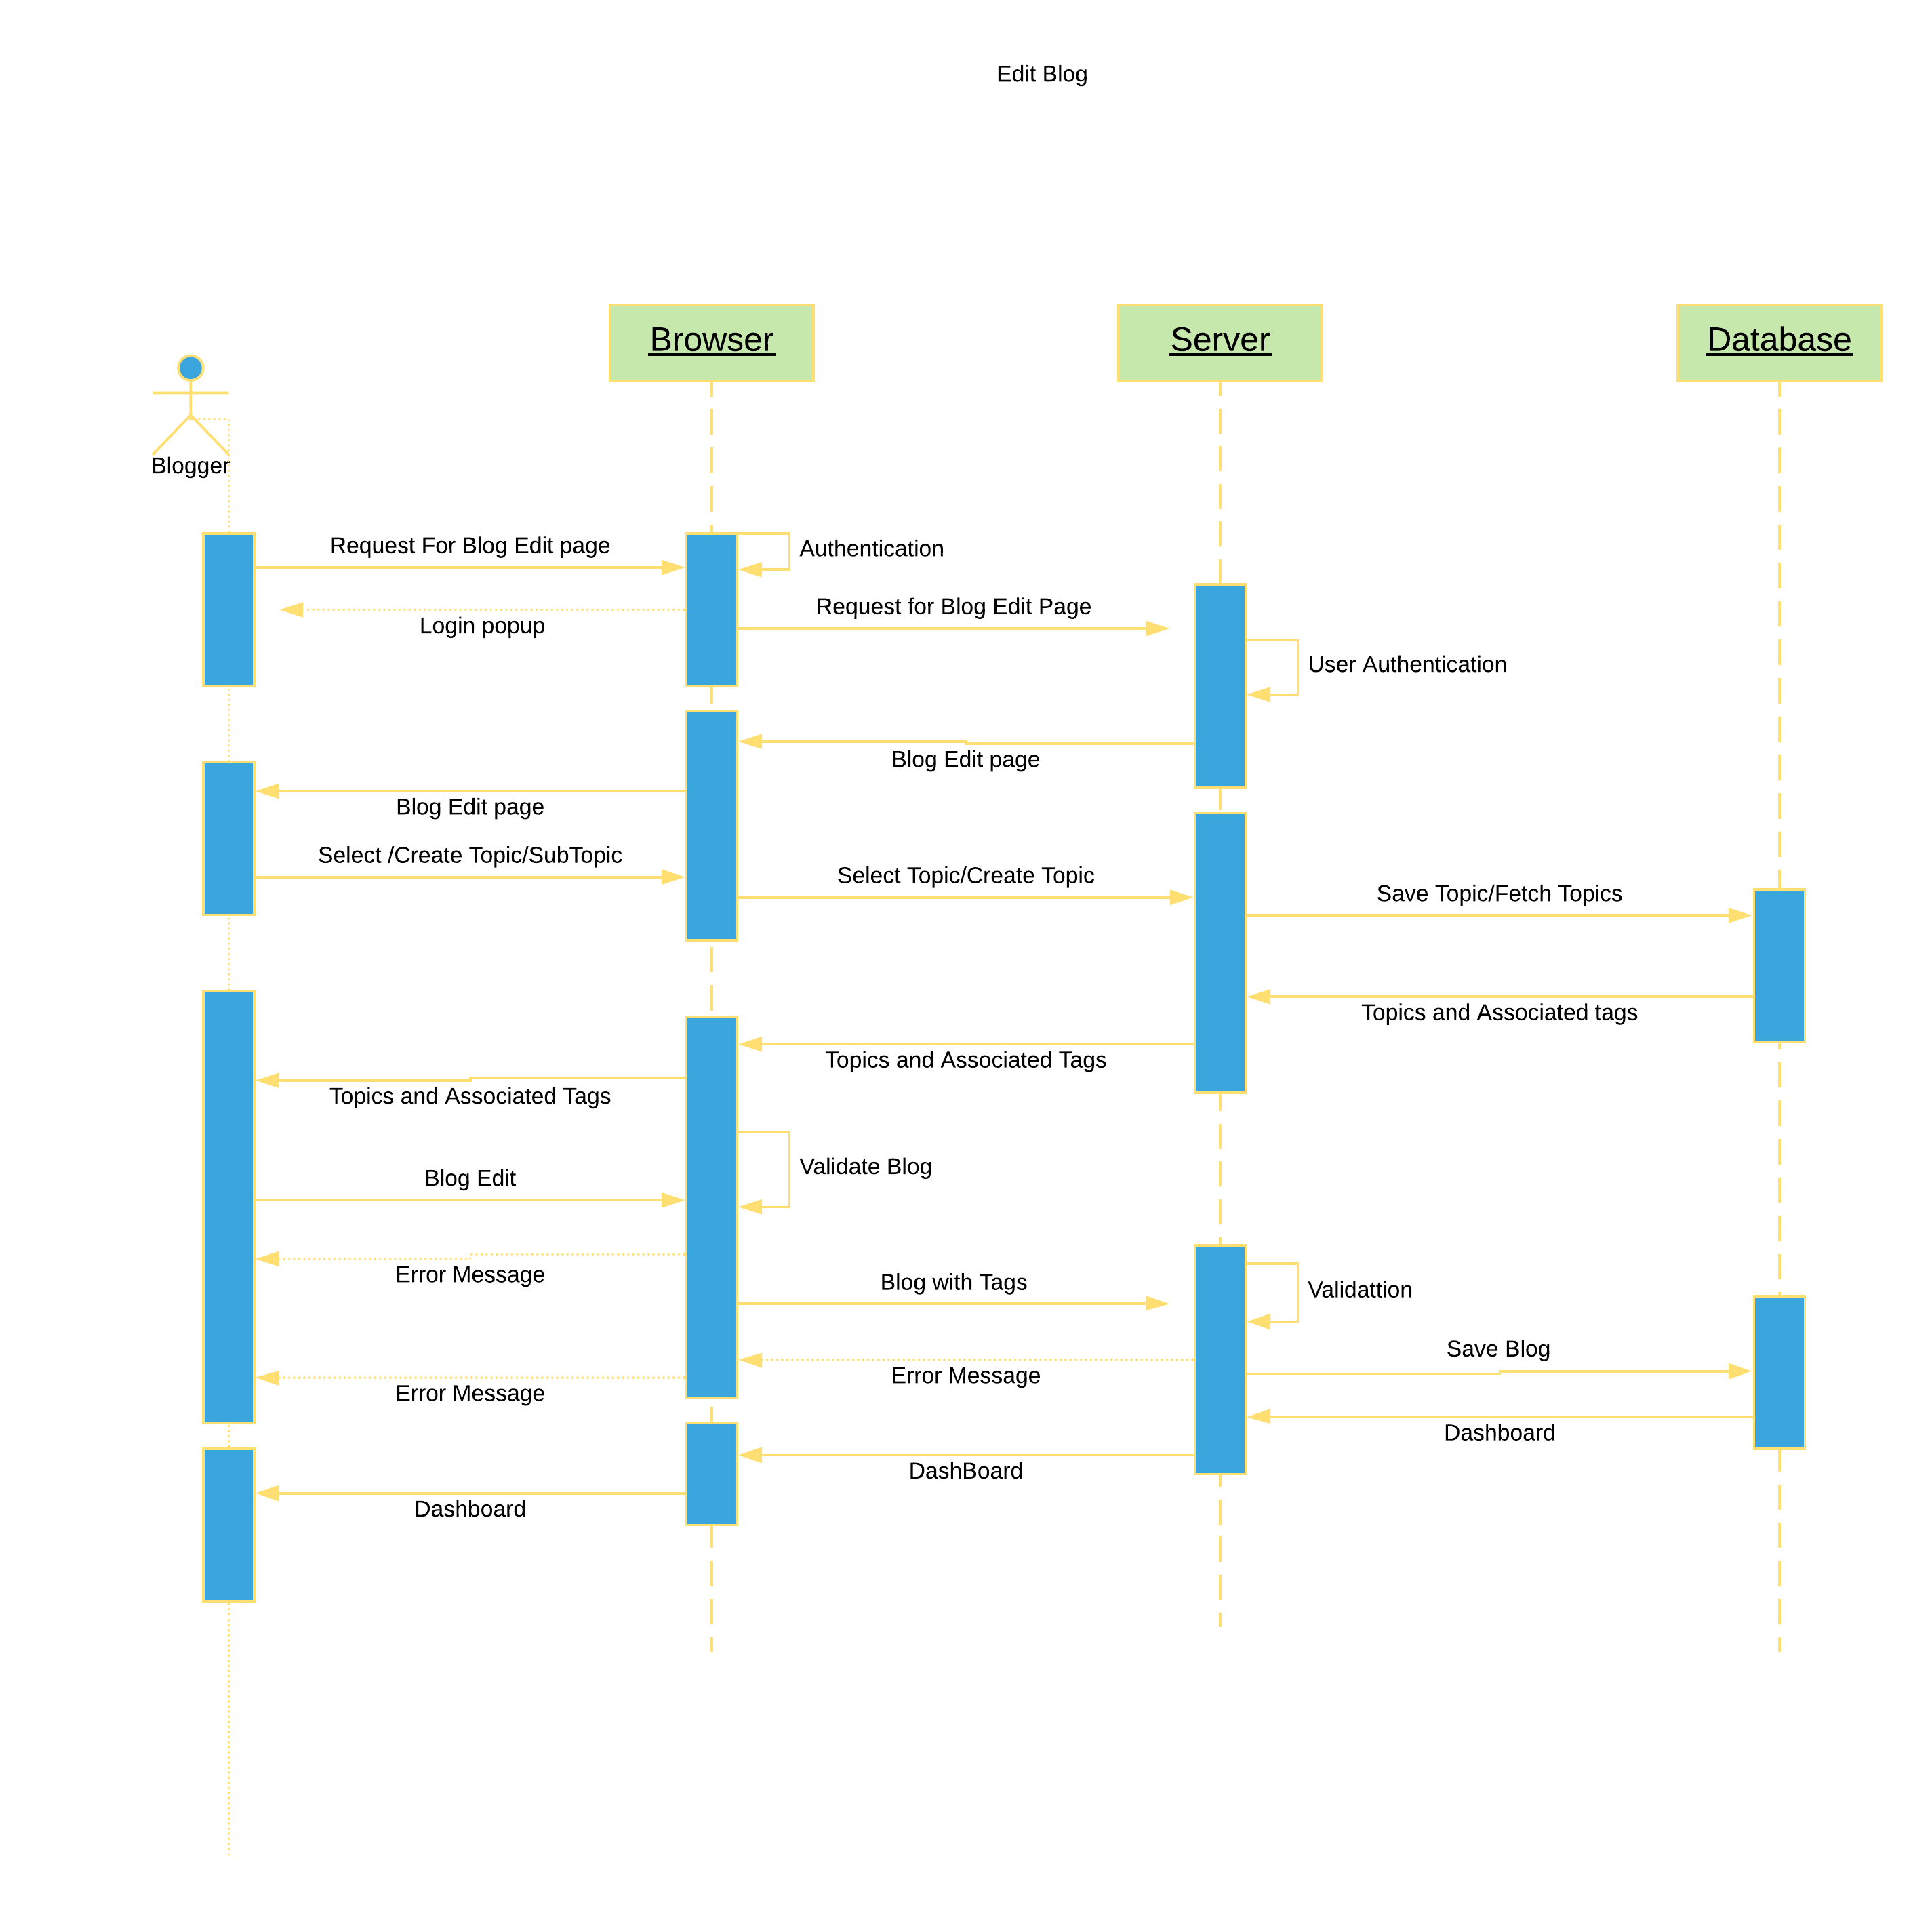 Edit Blog
Browser
Server
Database
Blogger
Request For Blog Edit page
Authentication
Request for Blog Edit Page
Login popup
User Authentication
Blog Edit page
Blog Edit page
Select /Create Topic/SubTopic
Select Topic/Create Topic
Save Topic/Fetch Topics
Topics and Associated tags
Topics and Associated Tags
Topics and Associated Tags
Validate Blog
Blog Edit
Error Message
Blog with Tags
Validattion
Save Blog
Error Message
Error Message
Dashboard
DashBoard
Dashboard